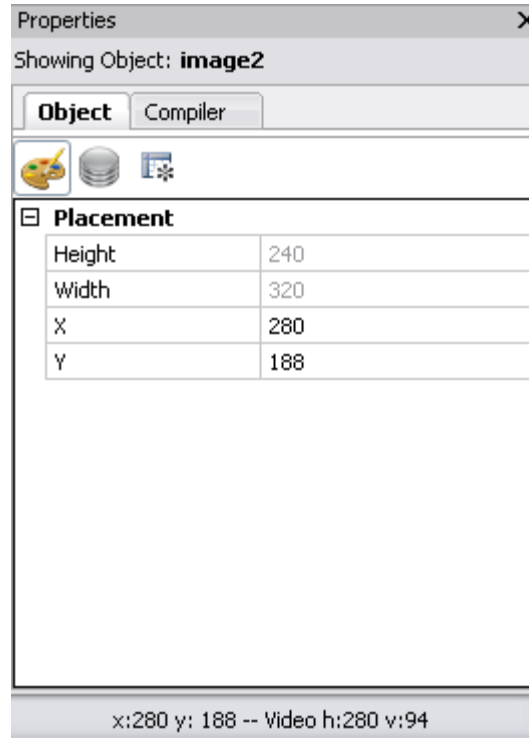 Properties
Showing Object: image2
Object Compiler
Placement
Height 240
Width 320
X 280
Y 188
x:280 y: 188 -- Video h:280 v:94